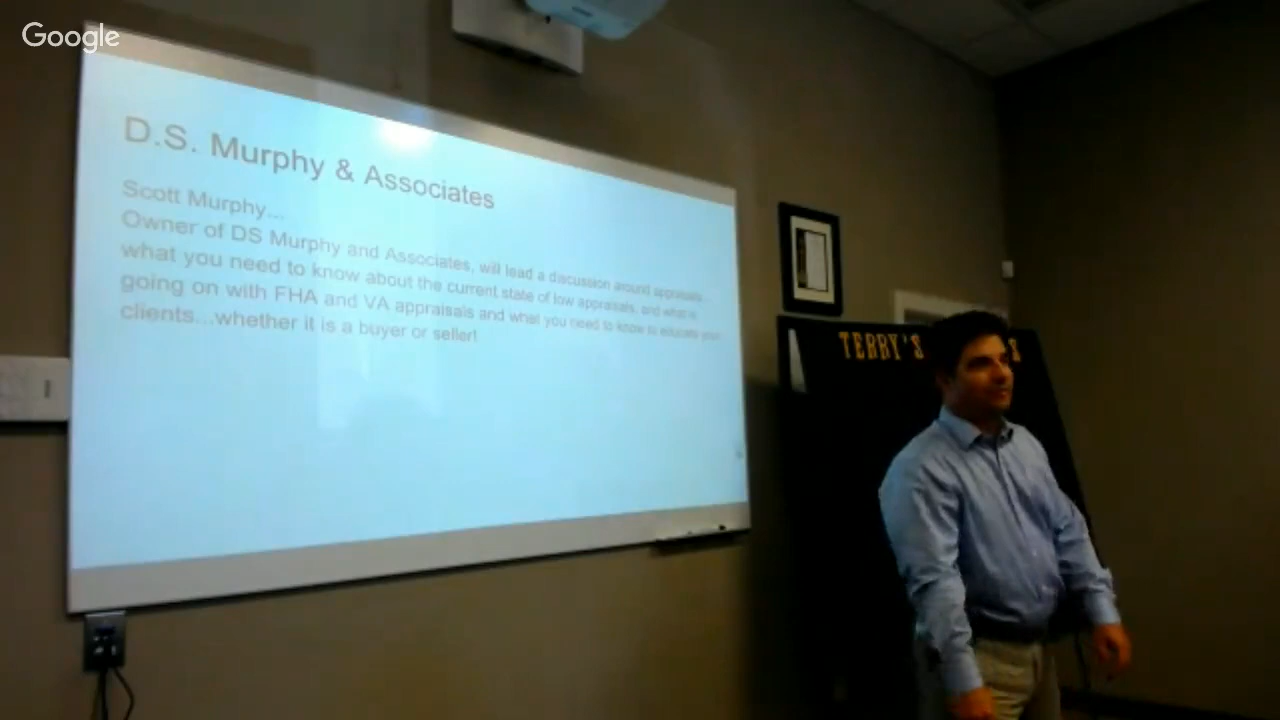 Google
D.S. Murphy & Associates
Scott Murphy...
Owner of DS Murphy and Associates, will lead a discussion around appraisals...
what you need to know about the current state of low appraisals, and what is
going on with FHA and VA appraisals and what you need to know to educate your
clients...whether it is a buyer or seller!
TERRY'S